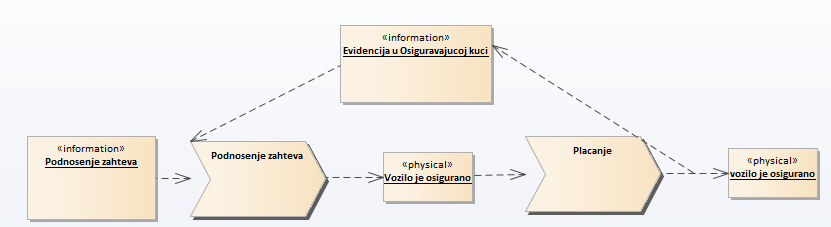 «information»
Evidencija u Osiguravajucoj kuci
«information»
Podnosenje zahteva
Podnosenje zahteva
«physical»
Vozilo je osigurano
Placanje
«physical»
vozilo je osigurano